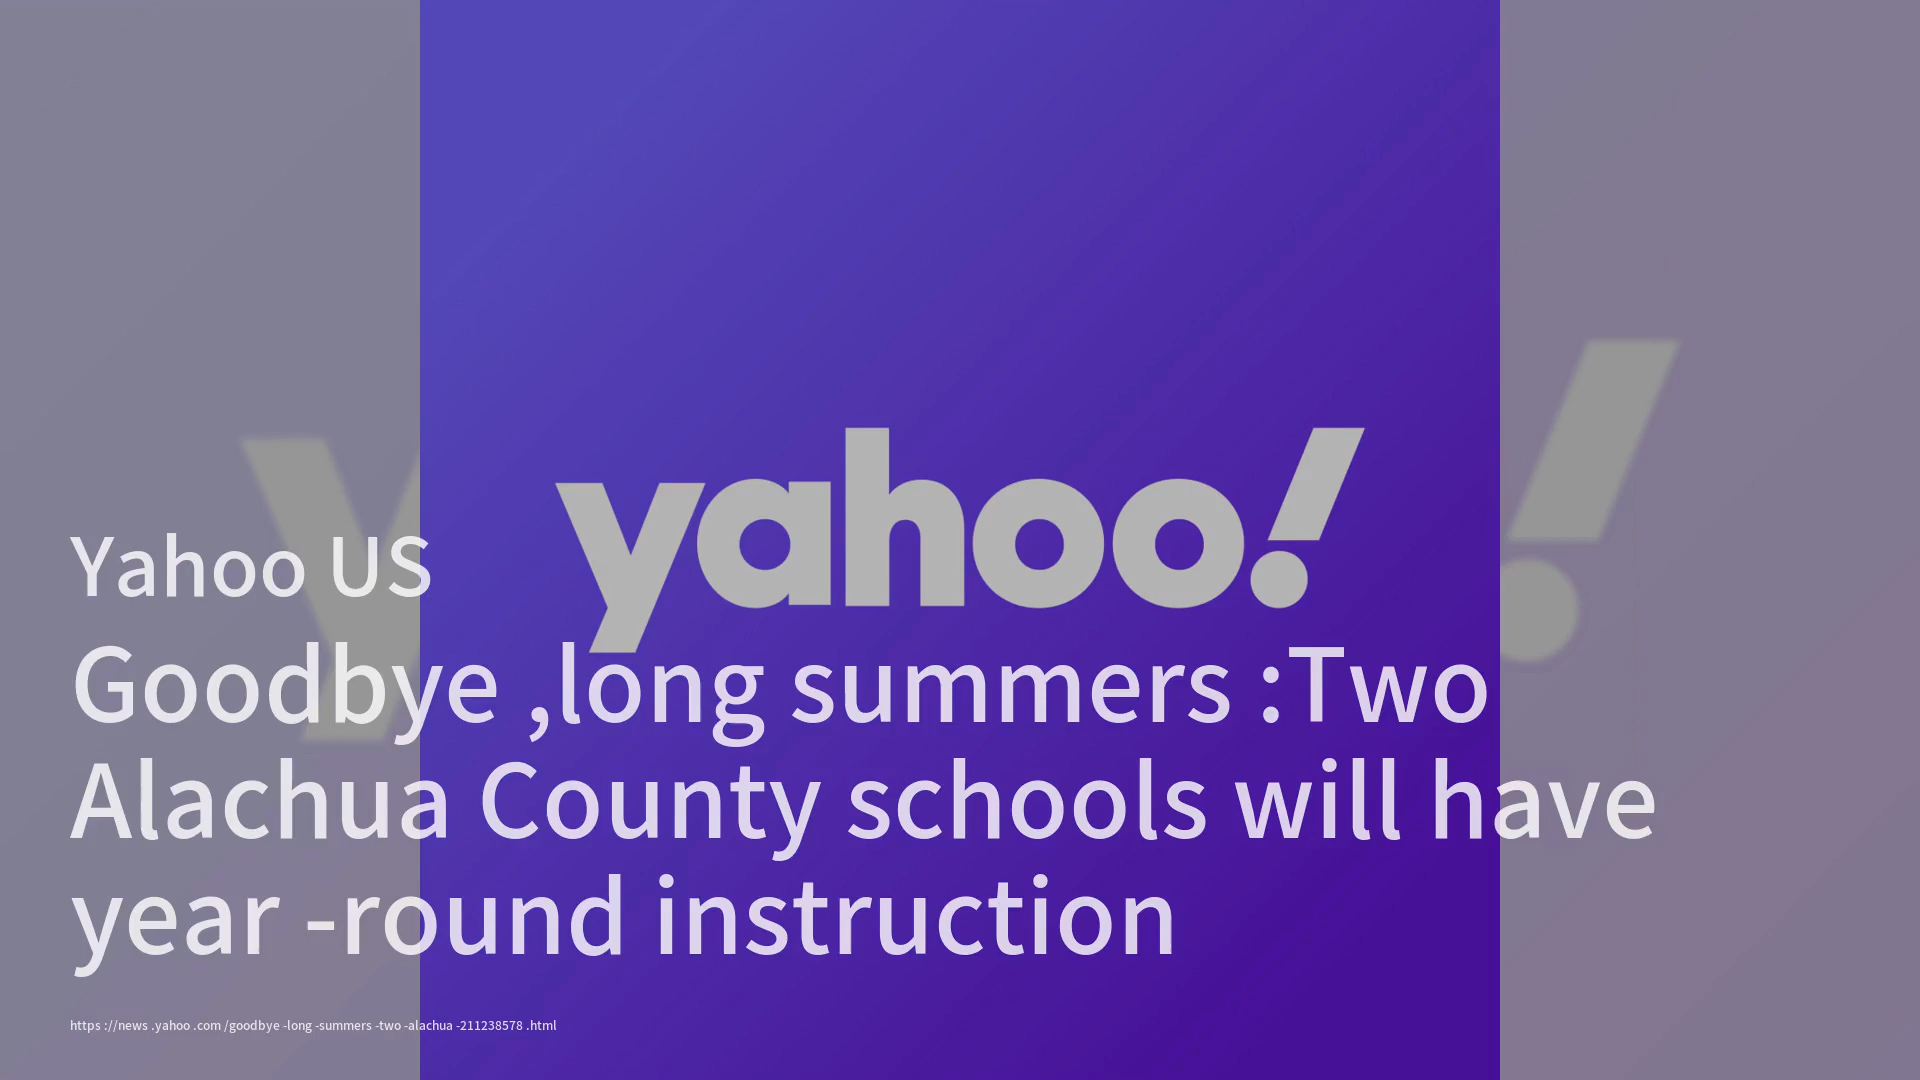 yahoo!
Yahoo US
Goodbye ,long summers :Two
Alachua County schools will have
year -round instruction
https ://news .yahoo .com /goodbye -long -summers -two -alachua -211238578 .html